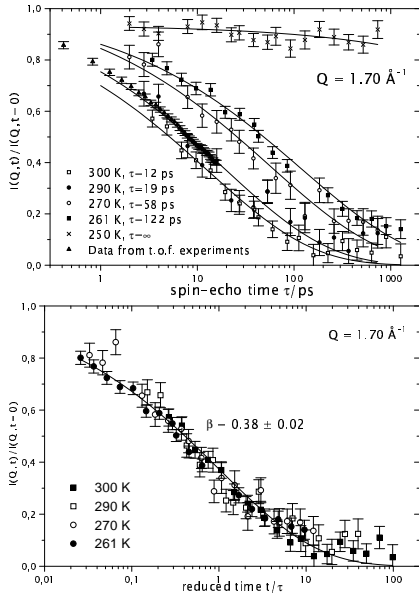 I(Q,t)/I(Q,t=0)
1,0
0,8
0,6
0,4
0,2
0,0
Q = 1.70 Å-1
300 K, τ=12 ps
290 K, τ=19 ps
270 K, τ=58 ps
261 K, τ=122 ps
250 K, τ=∞
Data from t.o.f. experiments
1
10
100
1000
spin-echo time τ/ps
I(Q,t)/I(Q,t=0)
1,0
0,8
0,6
0,4
0,2
0,0
Q = 1.70 Å-1
β = 0.38 ± 0.02
300 K
290 K
270 K
261 K
0,01
0,1
1
10
100
reduced time t/τ